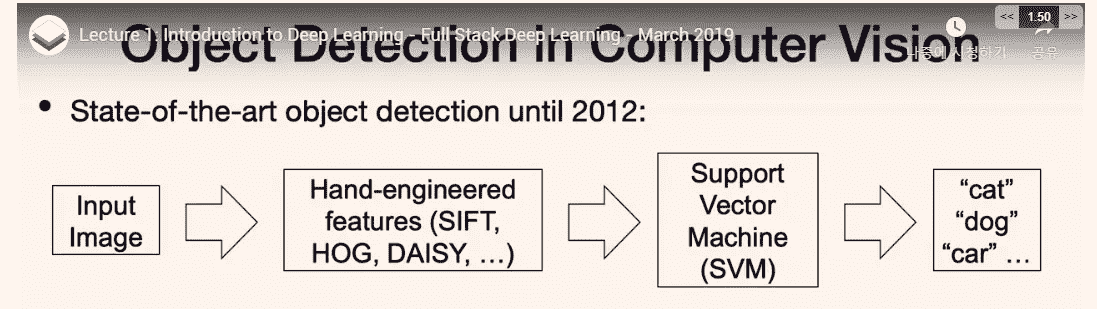 Lecture 1: Introduction to Deep Learning - Full Stack Deep Learning - March 2019
<< 1.50 >>
나중에 시청하기 공유
Object Detection in Computer Vision
• State-of-the-art object detection until 2012:
Input
Image
Hand-engineered
features (SIFT,
HOG, DAISY, …)
Support
Vector
Machine
(SVM)
“cat”
“dog”
“car” …